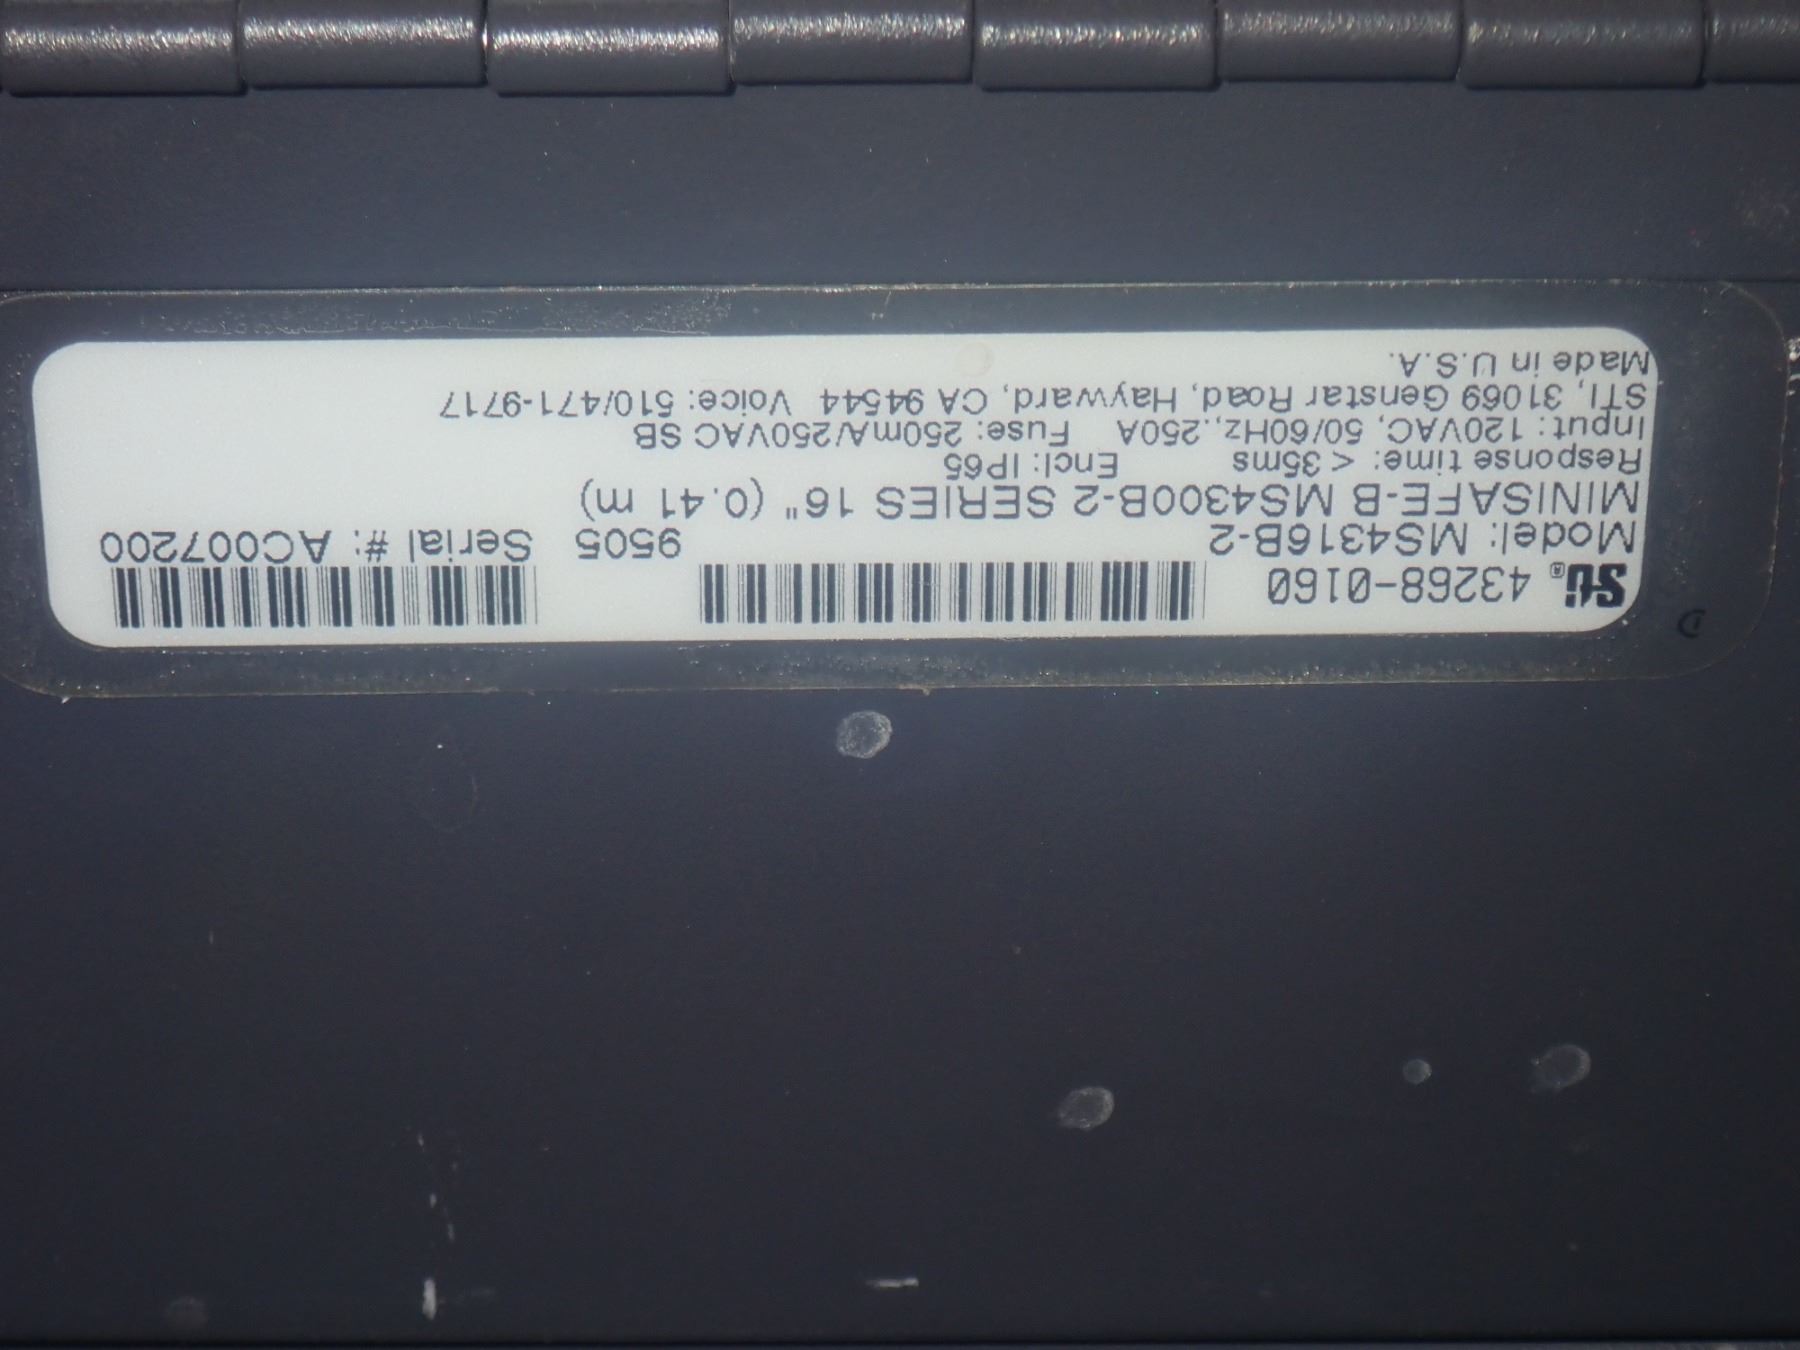 STI® 43268-0160
Model: MS4316B-2 9505 Serial #: AC007200
MINISAFE-B MS4300B-2 SERIES 16" (0.41 m)
Response time: < 35ms Encl: IP65
Input: 120VAC, 50/60Hz,.250A Fuse: 250mA/250VAC SB
STI, 31069 Genstar Road, Hayward, CA 94544 Voice: 510/471-9717
Made in U.S.A.